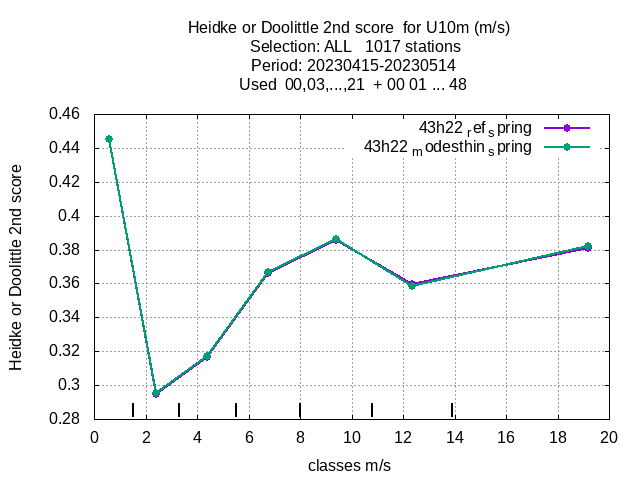 Heidke or Doolittle 2nd score for U10m (m/s)
Selection: ALL 1017 stations
Period: 20230415-20230514
Used 00,03,...,21 + 00 01 ... 48
43h22 ref spring
43h22 modesthin spring
Heidke or Doolittle 2nd score
0.46
0.44
0.42
0.4
0.38
0.36
0.34
0.32
0.3
0.28
0 2 4 6 8 10 12 14 16 18 20
classes m/s